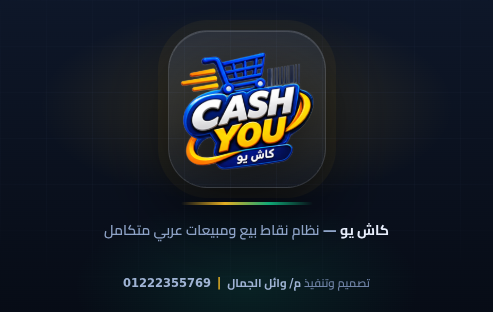 CASH
YOU
كاش يو
كاش يو — نظام نقاط بيع ومبيعات عربي متكامل
تصميم وتنفيذ م/ وائل الجمال | 01222355769